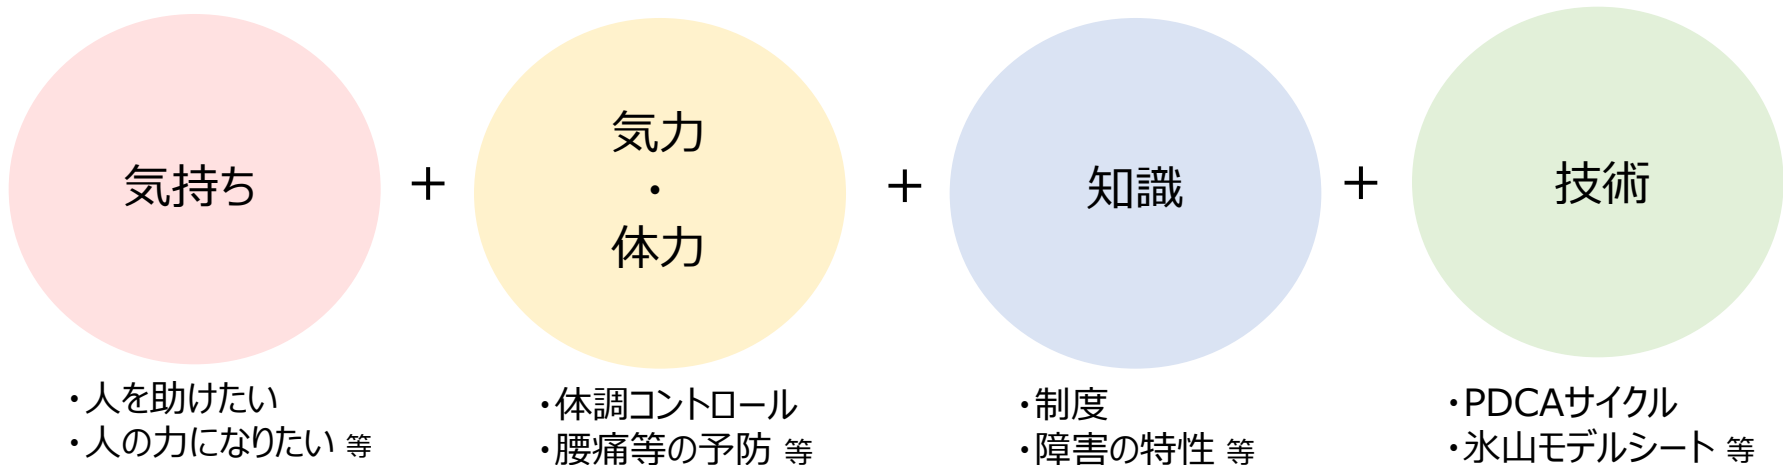 気持ち
+
気力
・
体力
+
知識
+
技術
・人を助けたい
・人の力になりたい 等
・体調コントロール
・腰痛等の予防 等
・制度
・障害の特性 等
・PDCAサイクル
・氷山モデルシート 等